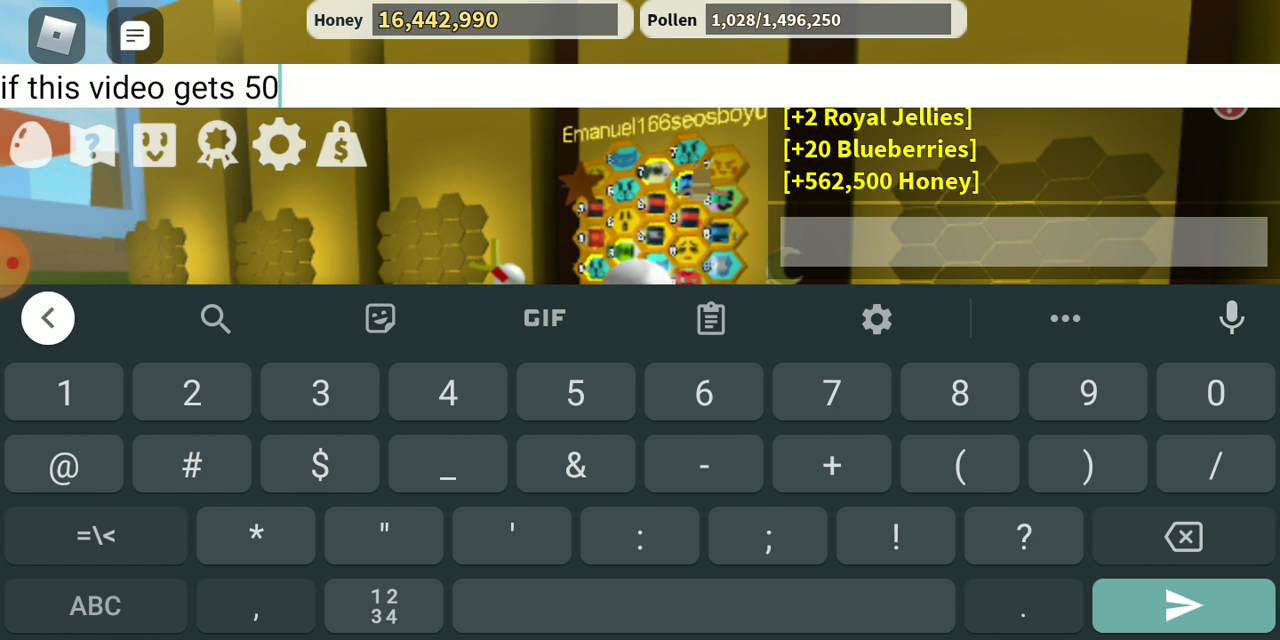 Honey 16,442,990 Pollen 1,028/1,496,250
if this video gets 50
Emanuel166seosboyu
[+2 Royal Jellies]
[+20 Blueberries]
[+562,500 Honey]
GIF
1 2 3 4 5 6 7 8 9 0
@ # $ _ & - + ( ) /
=\< * " ' : ; ! ?
ABC , 12 34 .